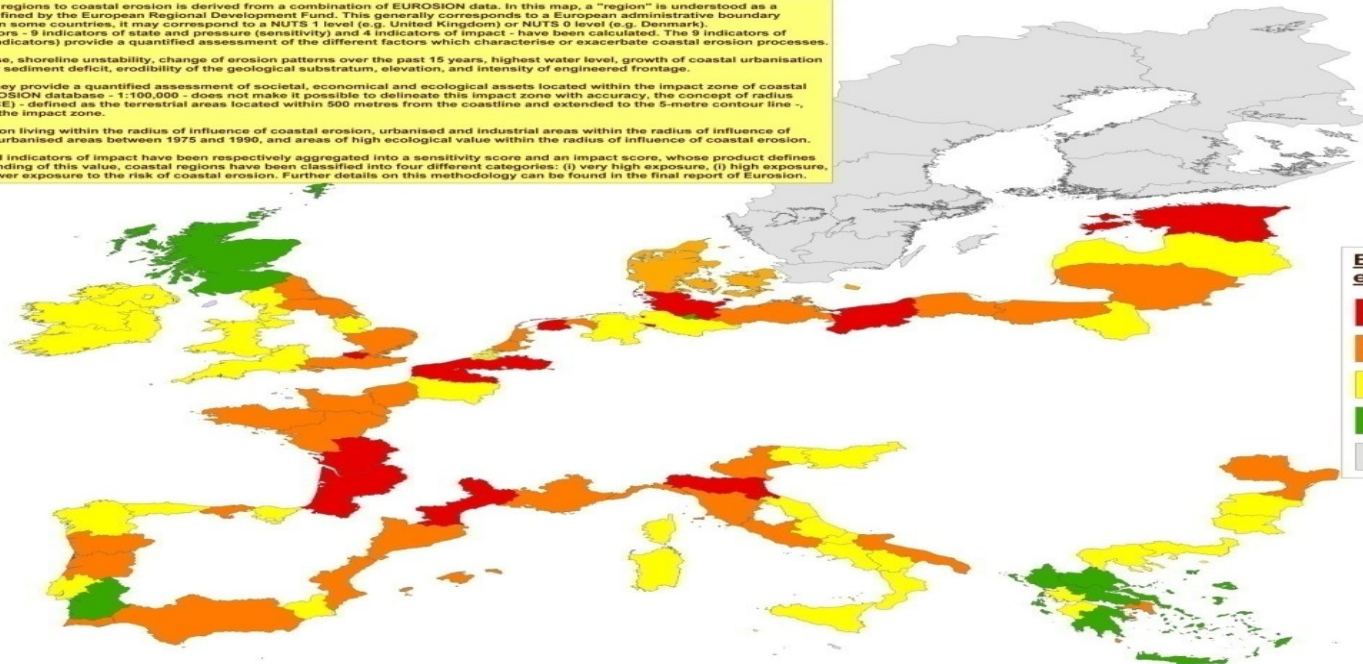 regions to coastal erosion is derived from a combination of EUROSION data. In this map, a "region" is understood as a
fined by the European Regional Development Fund. This generally corresponds to a European administrative boundary
n some countries, it may correspond to a NUTS 1 level (e.g. United Kingdom) or NUTS 0 level (e.g. Denmark).
ors - 9 indicators of state and pressure (sensitivity) and 4 indicators of impact - have been calculated. The 9 indicators of
ndicators) provide a quantified assessment of the different factors which characterise or exacerbate coastal erosion processes.
se, shoreline unstability, change of erosion patterns over the past 15 years, highest water level, growth of coastal urbanisation
sediment deficit, erodibility of the geological substratum, elevation, and intensity of engineered frontage.
ey provide a quantified assessment of societal, economical and ecological assets located within the impact zone of coastal
OSION database - 1:100,000 - does not make it possible to delineate this impact zone with accuracy, the concept of radius
CE) - defined as the terrestrial areas located within 500 metres from the coastline and extended to the 5-metre contour line -,
the impact zone.
on living within the radius of influence of coastal erosion, urbanised and industrial areas within the radius of influence of
urbanised areas between 1975 and 1990, and areas of high ecological value within the radius of influence of coastal erosion.
l indicators of impact have been respectively aggregated into a sensitivity score and an impact score, whose product defines
nding of this value, coastal regions have been classified into four different categories: (i) very high exposure, (i) high exposure,
wer exposure to the risk of coastal erosion. Further details on this methodology can be found in the final report of Eurosion.
E
e